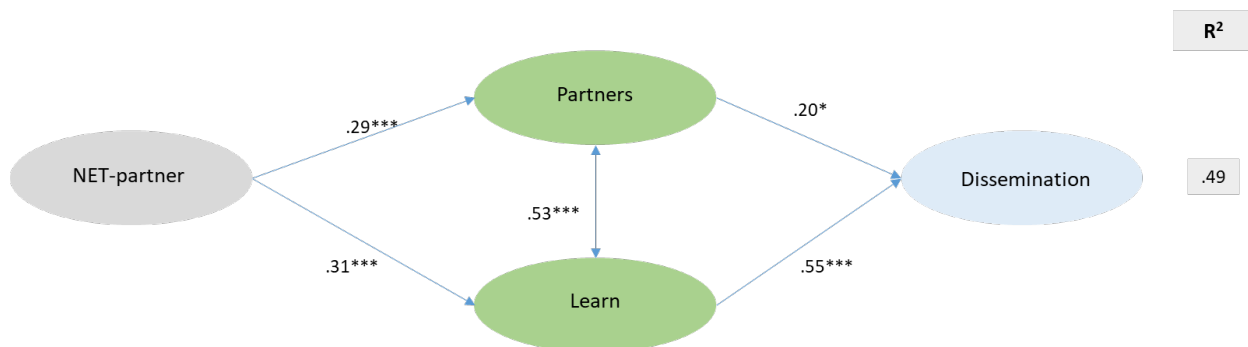 R²
Partners
.29***
.20*
NET-partner
Dissemination
.49
.53***
.31***
.55***
Learn